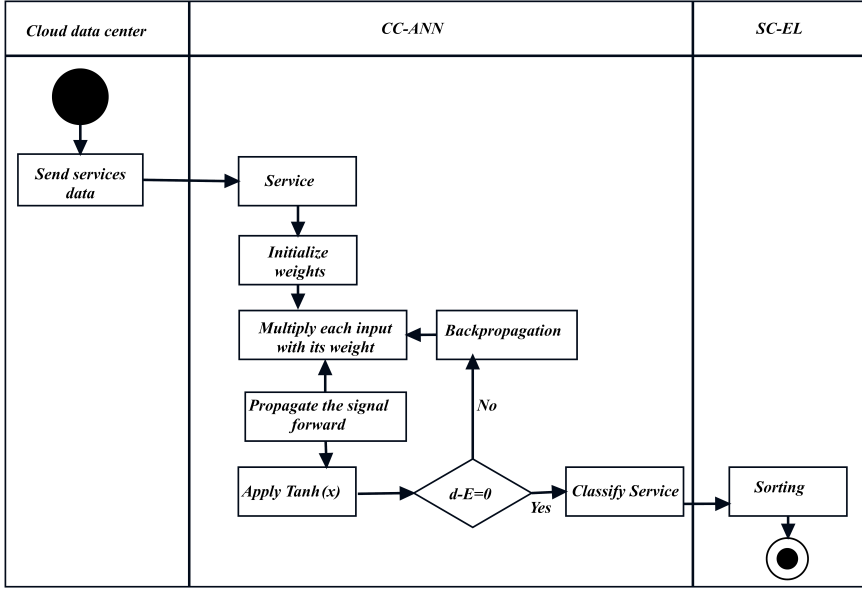 Cloud data center
CC-ANN
SC-EL
Send services
data
Service
Initialize
weights
Multiply each input
with its weight
Backpropagation
Propagate the signal
forward
No
Apply Tanh(x)
d-E=0
Yes
Classify Service
Sorting